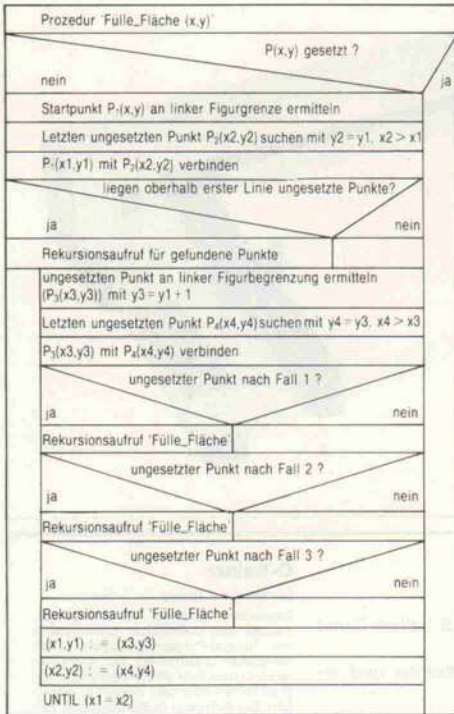 Prozedur 'Fülle_Fläche (x,y)'
P(x,y) gesetzt ?
nein
ja
Startpunkt P₁(x,y) an linker Figurgrenze ermitteln
Letzten ungesetzten Punkt P₂(x2,y2) suchen mit y2 = y1, x2 > x1
P₁(x1,y1) mit P₂(x2,y2) verbinden
liegen oberhalb erster Linie ungesetzte Punkte?
ja
nein
Rekursionsaufruf für gefundene Punkte
ungesetzten Punkt an linker Figurbegrenzung ermitteln
(P₃(x3,y3)) mit y3 = y1 + 1
Letzten ungesetzten Punkt P₄(x4,y4) suchen mit y4 = y3, x4 > x3
P₃(x3,y3) mit P₄(x4,y4) verbinden
ungesetzter Punkt nach Fall 1 ?
ja
nein
Rekursionsaufruf 'Fülle_Fläche'
ungesetzter Punkt nach Fall 2 ?
ja
nein
Rekursionsaufruf 'Fülle_Fläche'
ungesetzter Punkt nach Fall 3 ?
ja
nein
Rekursionsaufruf 'Fülle_Fläche'
(x1,y1) : = (x3,y3)
(x2,y2) : = (x4,y4)
UNTIL (x1 = x2)